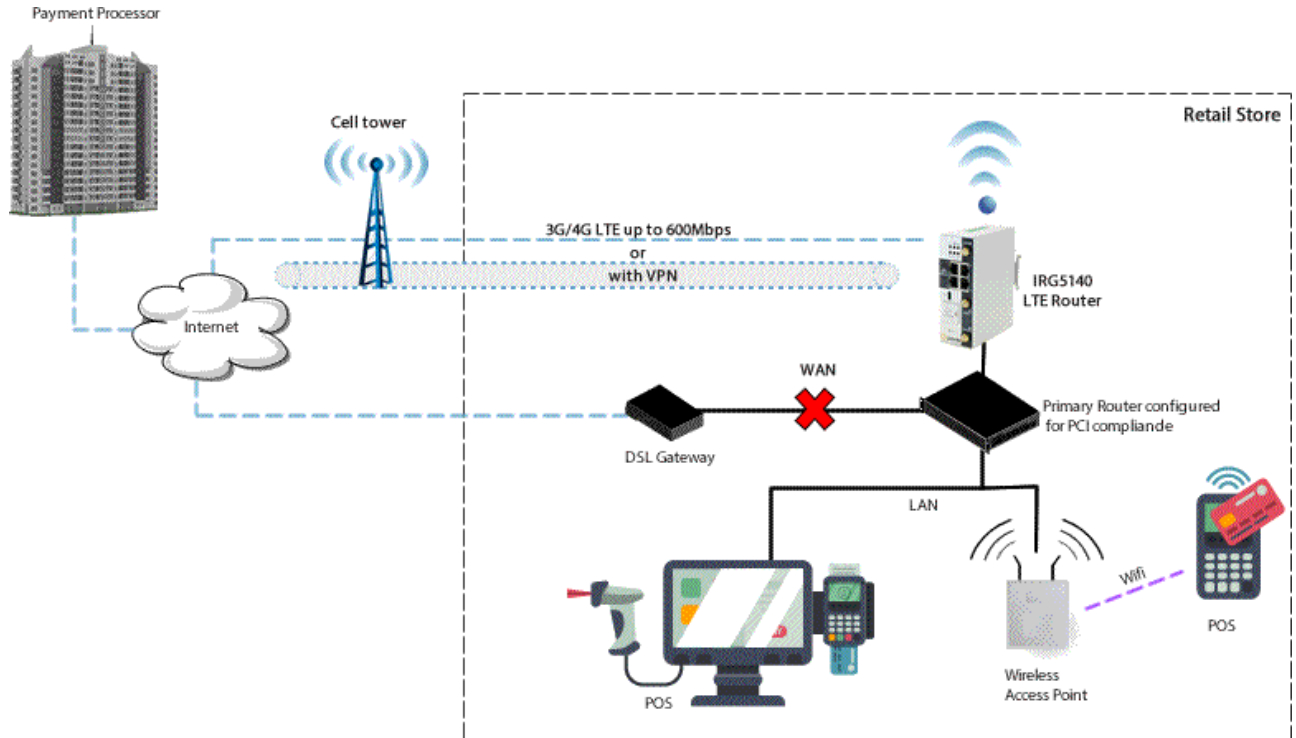 Payment Processor
Retail Store
Cell tower
3G/4G LTE up to 600Mbps
or
with VPN
IRG5140
LTE Router
Internet
WAN
Primary Router configured
for PCI compliande
DSL Gateway
LAN
Wifi
POS
Wireless
Access Point
POS